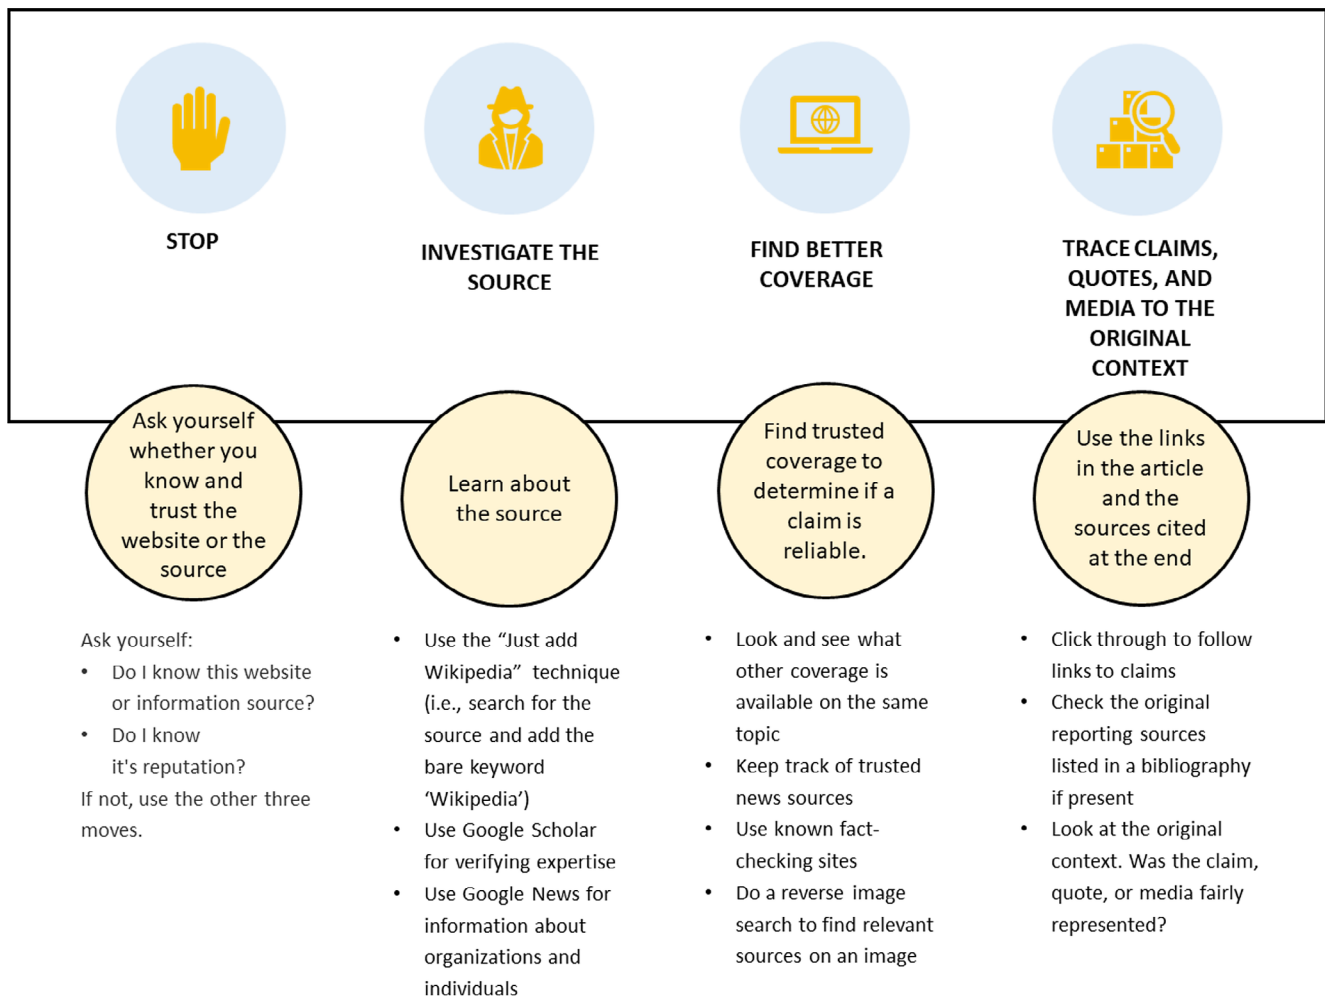 STOP
INVESTIGATE THE
SOURCE
FIND BETTER
COVERAGE
TRACE CLAIMS,
QUOTES, AND
MEDIA TO THE
ORIGINAL
CONTEXT
Ask yourself
whether you
know and
trust the
website or the
source
Learn about
the source
Find trusted
coverage to
determine if a
claim is
reliable.
Use the links
in the article
and the
sources cited
at the end
Ask yourself:
• Do I know this website
or information source?
• Do I know
it's reputation?
If not, use the other three
moves.
• Use the “Just add
Wikipedia” technique
(i.e., search for the
source and add the
bare keyword
‘Wikipedia’)
• Use Google Scholar
for verifying expertise
• Use Google News for
information about
organizations and
individuals
• Look and see what
other coverage is
available on the same
topic
• Keep track of trusted
news sources
• Use known fact-
checking sites
• Do a reverse image
search to find relevant
sources on an image
• Click through to follow
links to claims
• Check the original
reporting sources
listed in a bibliography
if present
• Look at the original
context. Was the claim,
quote, or media fairly
represented?